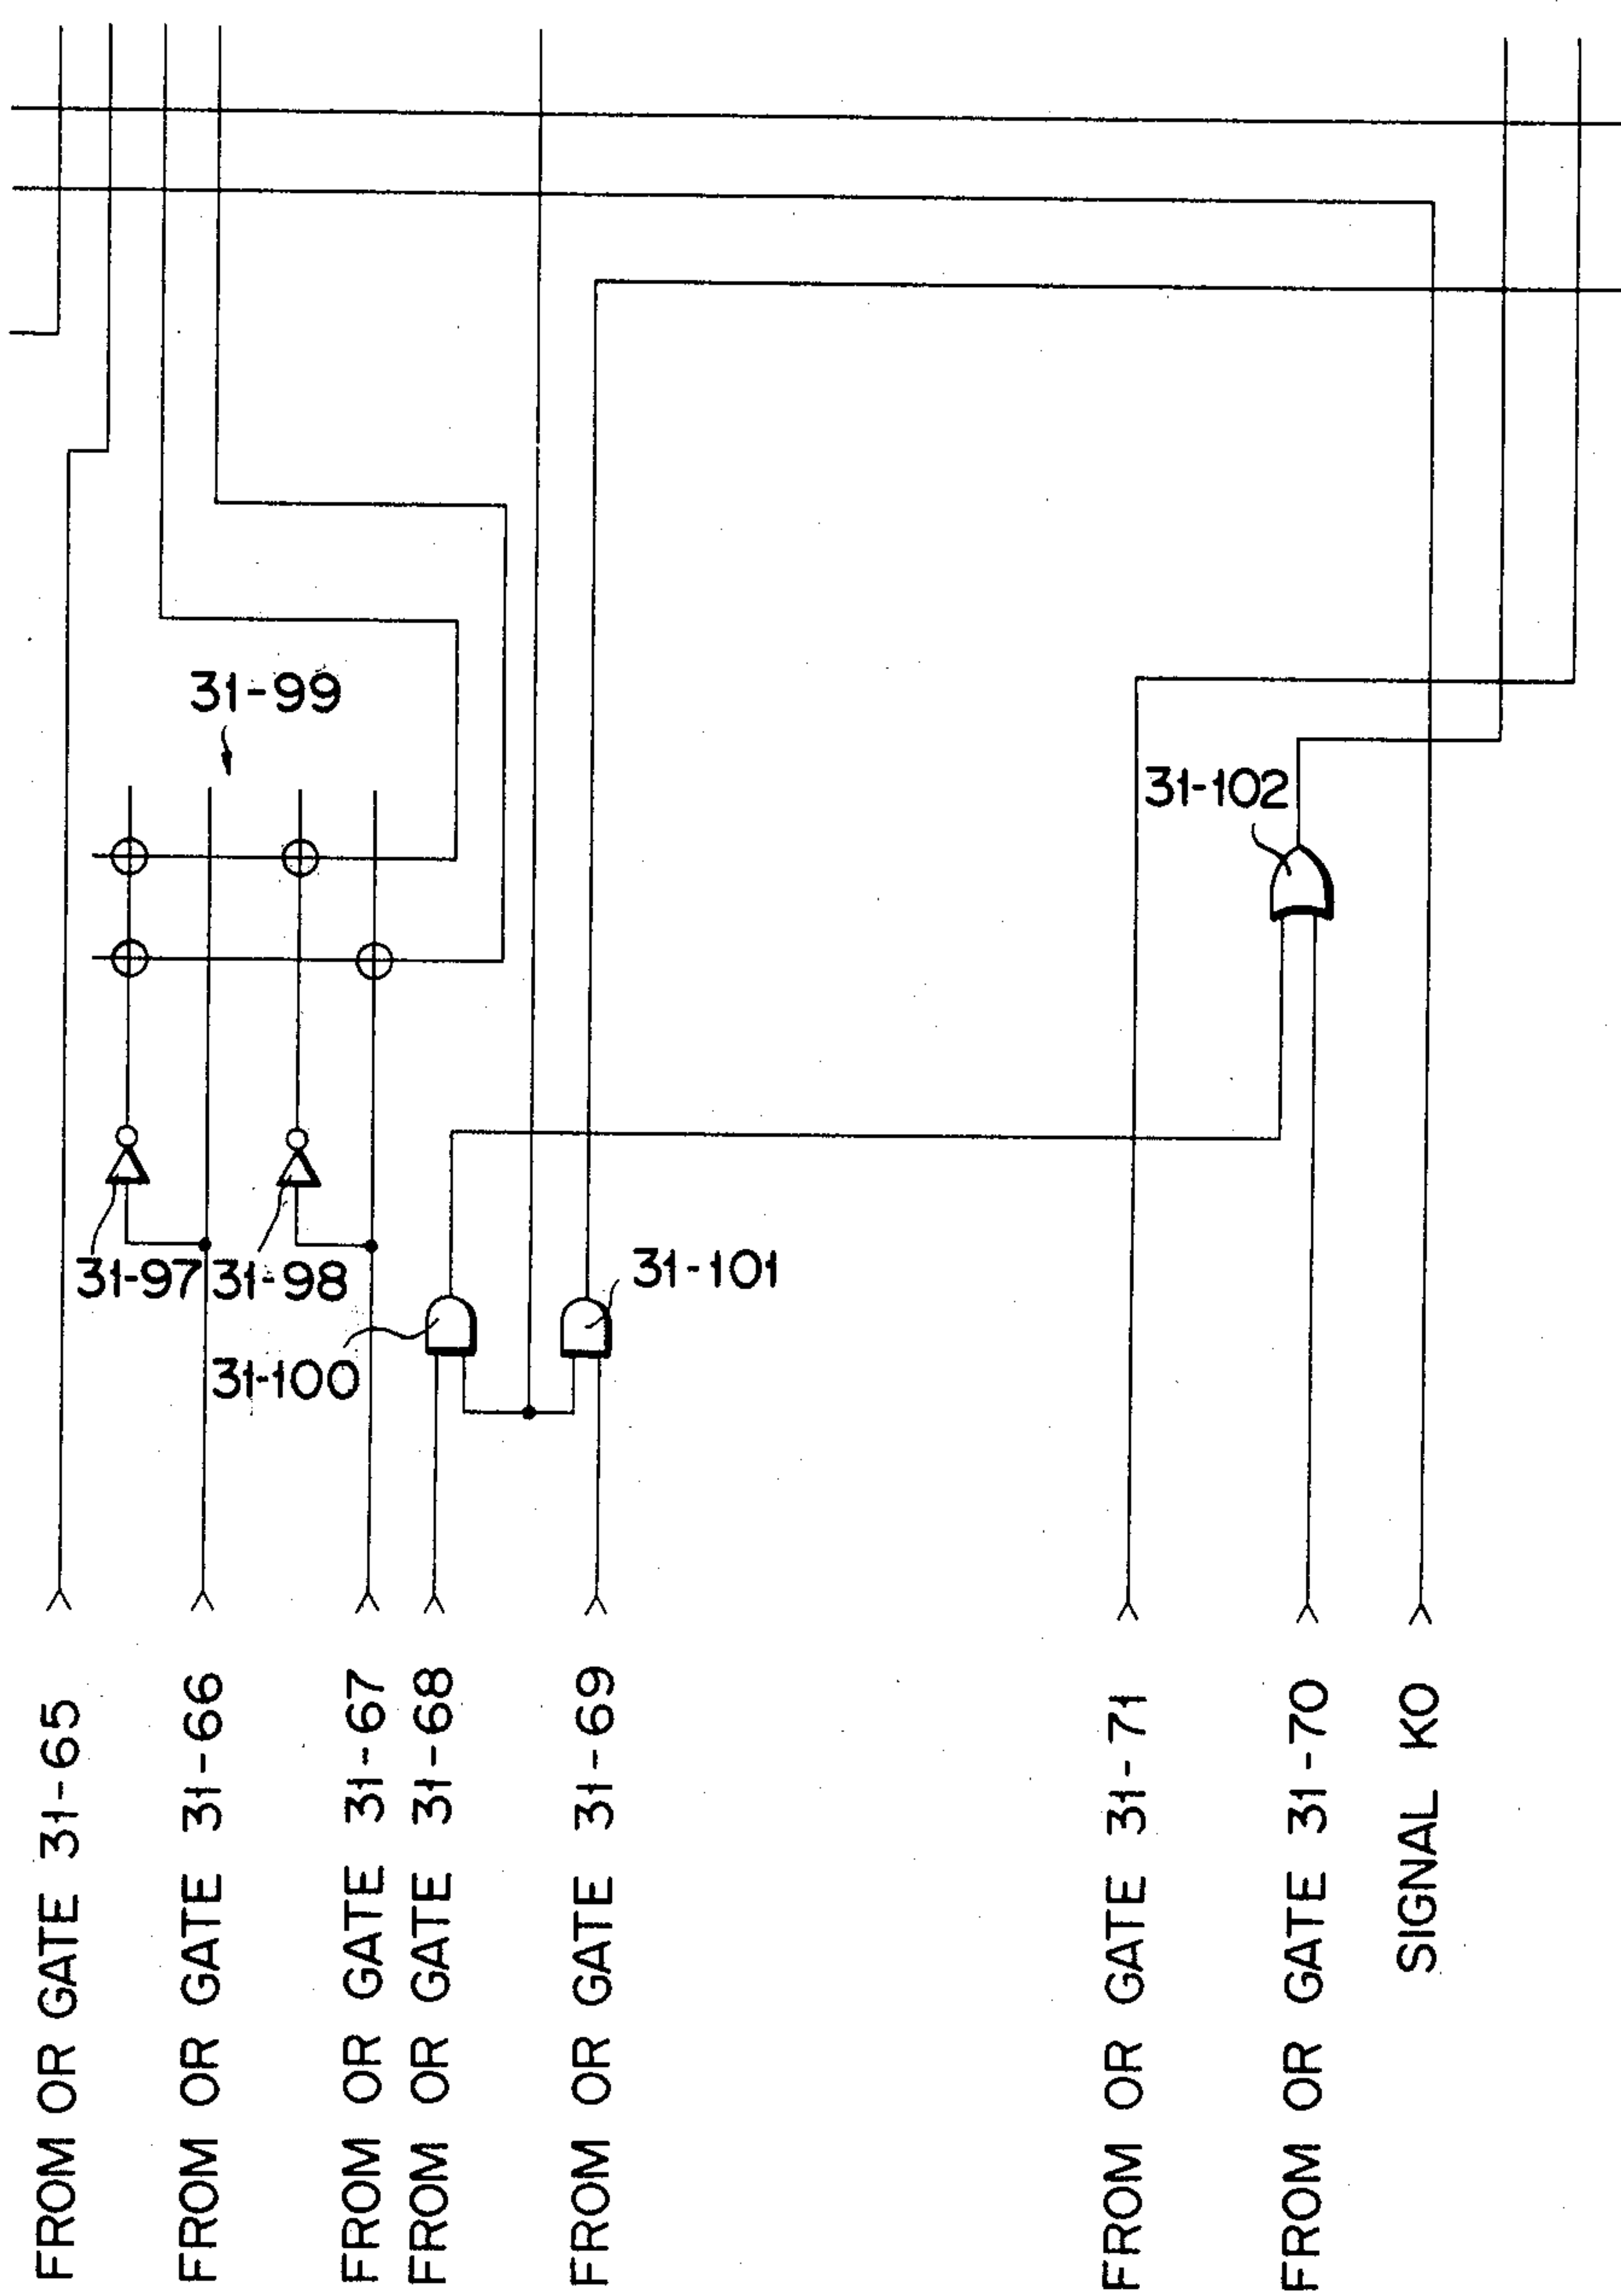 31-99
31-102
31-97
31-98
31-101
31-100
FROM OR GATE 31-65
FROM OR GATE 31-66
FROM OR GATE 31-67
FROM OR GATE 31-68
FROM OR GATE 31-69
FROM OR GATE 31-71
FROM OR GATE 31-70
SIGNAL KO